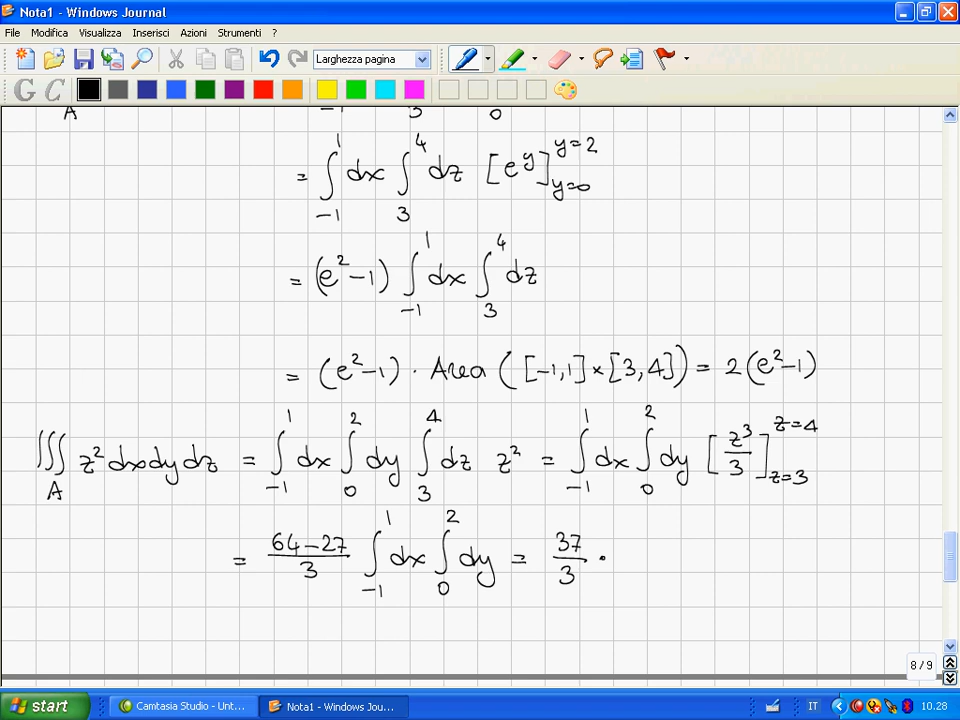 Nota1 - Windows Journal
File Modifica Visualizza Inserisci Azioni Strumenti ?
Larghezza pagina
G C
A -1 3 0
= ∫_{-1}^{1} dx ∫_{3}^{4} dz [e^y]_{y=0}^{y=2}
= (e^2-1) ∫_{-1}^{1} dx ∫_{3}^{4} dz
= (e^2-1) · Area ([-1,1]×[3,4]) = 2(e^2-1)
∭_A z^2 dx dy dz = ∫_{-1}^{1} dx ∫_{0}^{2} dy ∫_{3}^{4} dz z^2 = ∫_{-1}^{1} dx ∫_{0}^{2} dy [z^3/3]_{z=3}^{z=4}
= (64-27)/3 ∫_{-1}^{1} dx ∫_{0}^{2} dy = 37/3 ·
8 / 9
start Camtasia Studio - Unt... Nota1 - Windows Jou... IT 10.28